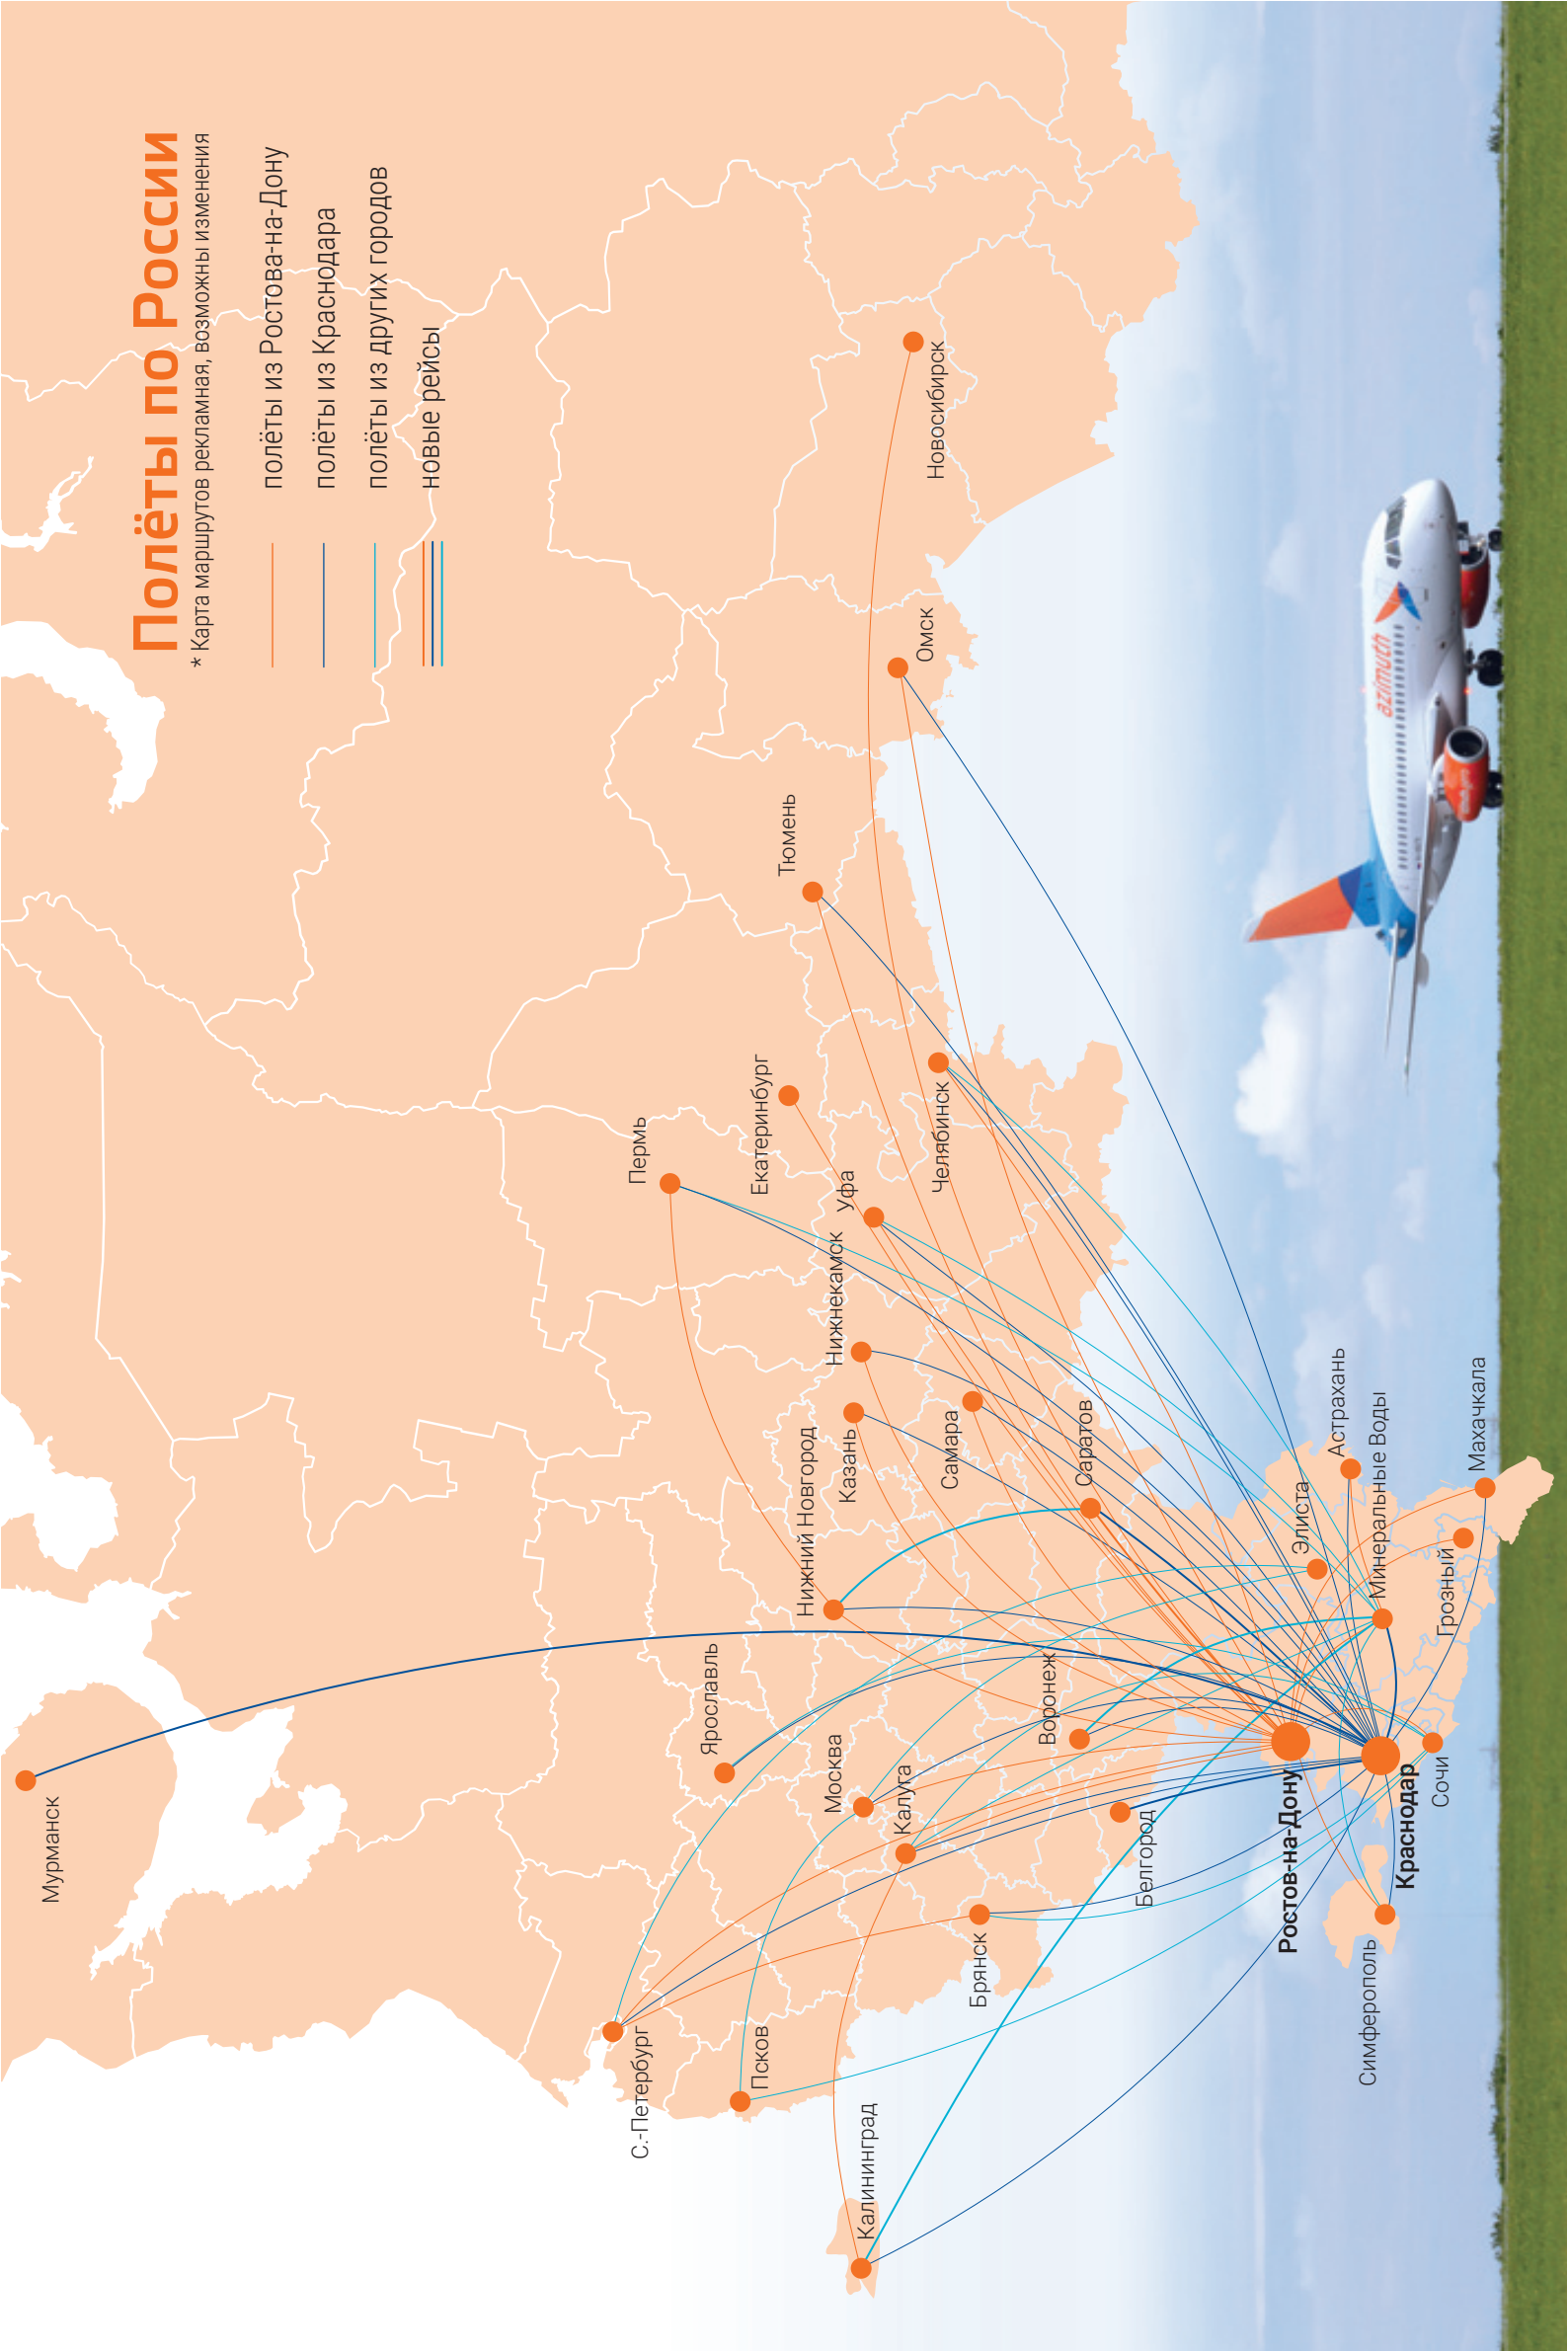 Полёты по России
* Карта маршрутов рекламная, возможны изменения
полёты из Ростова-на-Дону
полёты из Краснодара
полёты из других городов
новые рейсы
Мурманск
С.-Петербург
Псков
Калининград
Ярославль
Москва
Калуга
Брянск
Белгород
Воронеж
Нижний Новгород
Казань
Нижнекамск
Самара
Саратов
Пермь
Екатеринбург
Уфа
Челябинск
Тюмень
Омск
Новосибирск
Ростов-на-Дону
Краснодар
Симферополь
Сочи
Элиста
Астрахань
Минеральные Воды
Грозный
Махачкала
azimuth